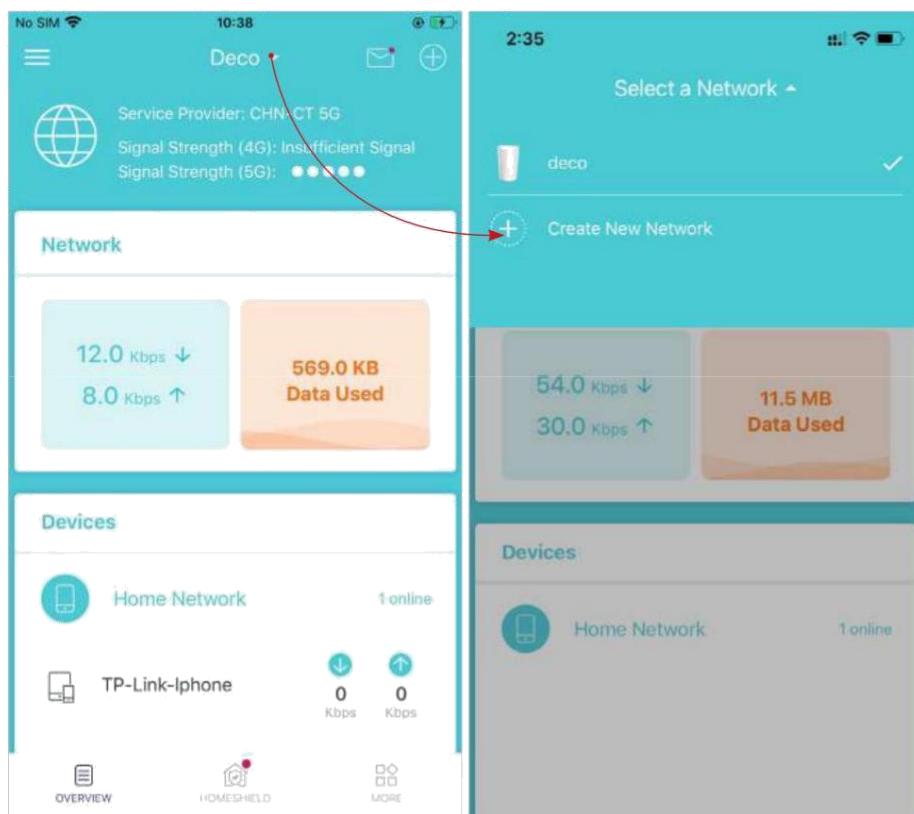 No SIM
10:38
Deco
Service Provider: CHN-CT 5G
Signal Strength (4G): Insufficient Signal
Signal Strength (5G):
Network
12.0 Kbps ↓
8.0 Kbps ↑
569.0 KB
Data Used
Devices
Home Network
1 online
TP-Link-Iphone
0
Kbps
0
Kbps
OVERVIEW
HOMESHIELD
MORE
2:35
Select a Network
deco
Create New Network
54.0 Kbps ↓
30.0 Kbps ↑
11.5 MB
Data Used
Devices
Home Network
1 online